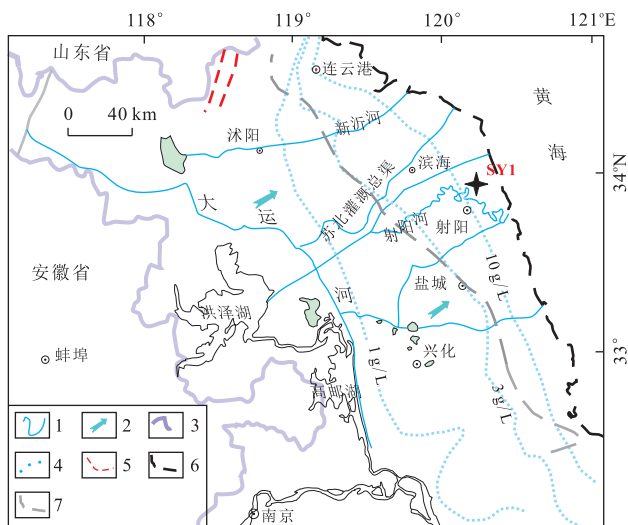 118°
119°
120°
121°E
山东省
连云港
黄
海
0 40 km
新沂河
沭阳
滨海
SY1
34°N
苏北灌溉总渠
大
运
河
射阳河
射阳
10g/L
安徽省
盐城
洪泽湖
兴化
33°
蚌埠
1g/L
3g/L
高邮湖
1
2
3
4
5
6
7
南京